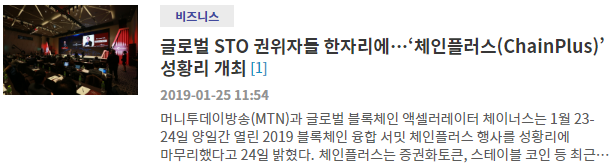 비즈니스
글로벌 STO 권위자들 한자리에…‘체인플러스(ChainPlus)’
성황리 개최 [1]
2019-01-25 11:54
머니투데이방송(MTN)과 글로벌 블록체인 액셀러레이터 체이너스는 1월 23-
24일 양일간 열린 2019 블록체인 융합 서밋 체인플러스 행사를 성황리에
마무리했다고 24일 밝혔다. 체인플러스는 증권화토큰, 스테이블 코인 등 최근…